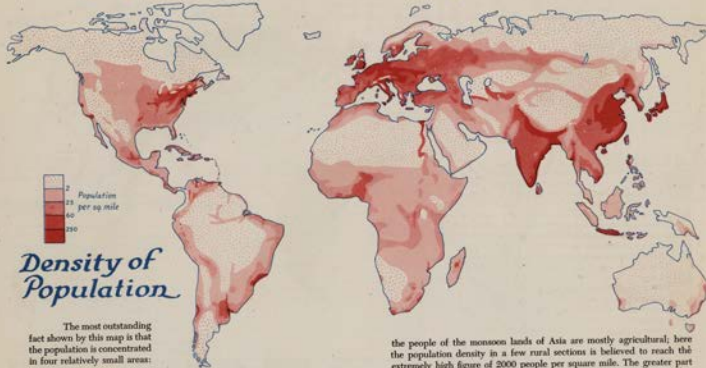 2
25
60
250
Population
per sq. mile
Density of
Population
The most outstanding
fact shown by this map is that
the population is concentrated
in four relatively small areas:
the people of the monsoon lands of Asia are mostly agricultural; here
the population density in a few rural sections is believed to reach the
extremely high figure of 2000 people per square mile. The greater part